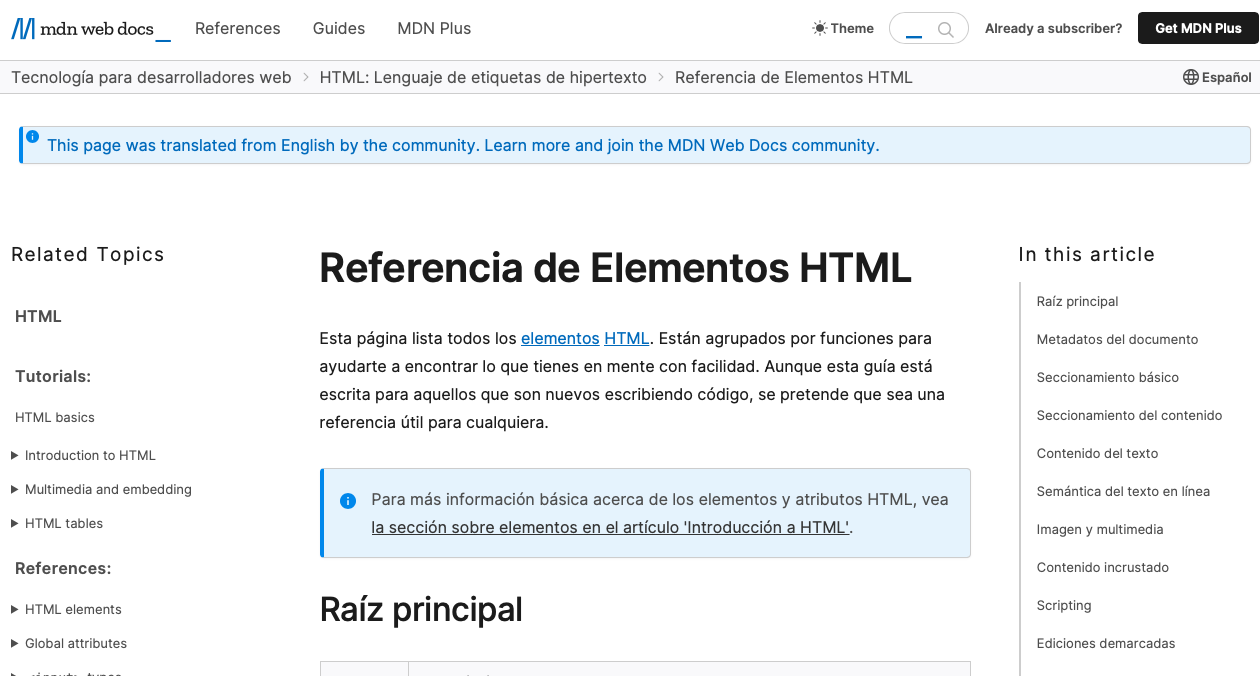 mdn web docs_
References
Guides
MDN Plus
Theme
Already a subscriber?
Get MDN Plus
Tecnología para desarrolladores web
HTML: Lenguaje de etiquetas de hipertexto
Referencia de Elementos HTML
Español
This page was translated from English by the community. Learn more and join the MDN Web Docs community.
Related Topics
HTML
Tutorials:
HTML basics
Introduction to HTML
Multimedia and embedding
HTML tables
References:
HTML elements
Global attributes
Referencia de Elementos HTML
Esta página lista todos los elementos HTML. Están agrupados por funciones para
ayudarte a encontrar lo que tienes en mente con facilidad. Aunque esta guía está
escrita para aquellos que son nuevos escribiendo código, se pretende que sea una
referencia útil para cualquiera.
Para más información básica acerca de los elementos y atributos HTML, vea
la sección sobre elementos en el artículo 'Introducción a HTML'.
Raíz principal
In this article
Raíz principal
Metadatos del documento
Seccionamiento básico
Seccionamiento del contenido
Contenido del texto
Semántica del texto en línea
Imagen y multimedia
Contenido incrustado
Scripting
Ediciones demarcadas